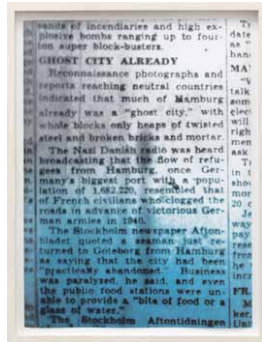 sands of incendiaries and high ex-
plosive bombs ranging up to four-
ton super block-busters.
GHOST CITY ALREADY
Reconnaissance photographs and
reports reaching neutral countries
indicated that much of Hamburg
already was a "ghost city," with
whole blocks only heaps of twisted
steel and broken bricks and mortar.
The Nazi Danish radio was heard
broadcasting that the flow of refu-
gees from Hamburg, once Ger-
many's biggest port with a popu-
lation of 1,682,220, resembled that
of French civilians who clogged the
roads in advance of victorious Ger-
man armies in 1940.
The Stockholm newspaper Afton-
bladet quoted a seaman just re-
turned to Goteborg from Hamburg
as saying that the city had been
"practically abandoned." Business
was paralyzed, he said, and even
the public food stations were un-
able to provide a "bite of food or a
glass of water."
The Stockholm Aftontidningen